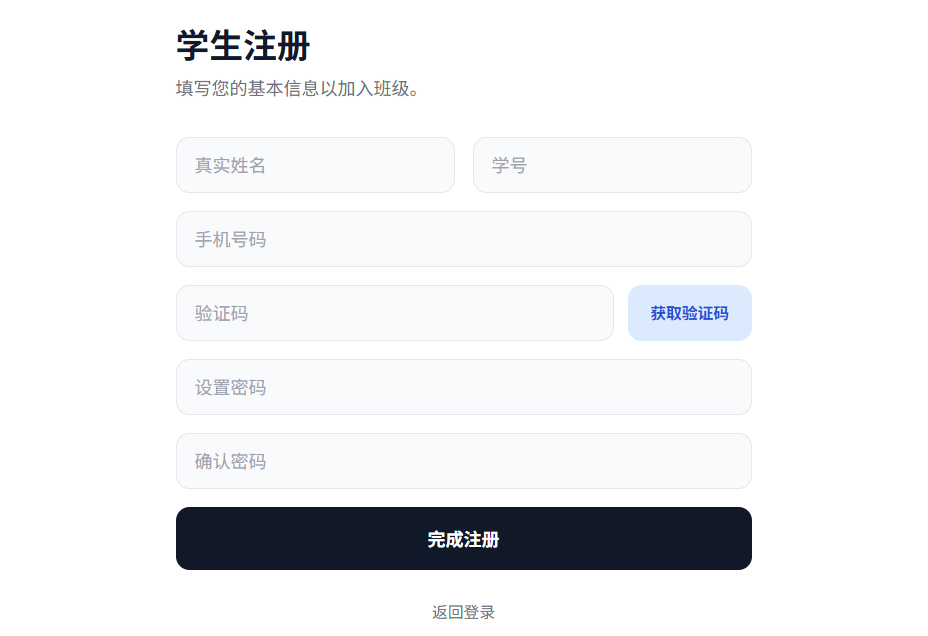 学生注册
填写您的基本信息以加入班级。
真实姓名
学号
手机号码
验证码
获取验证码
设置密码
确认密码
完成注册
返回登录